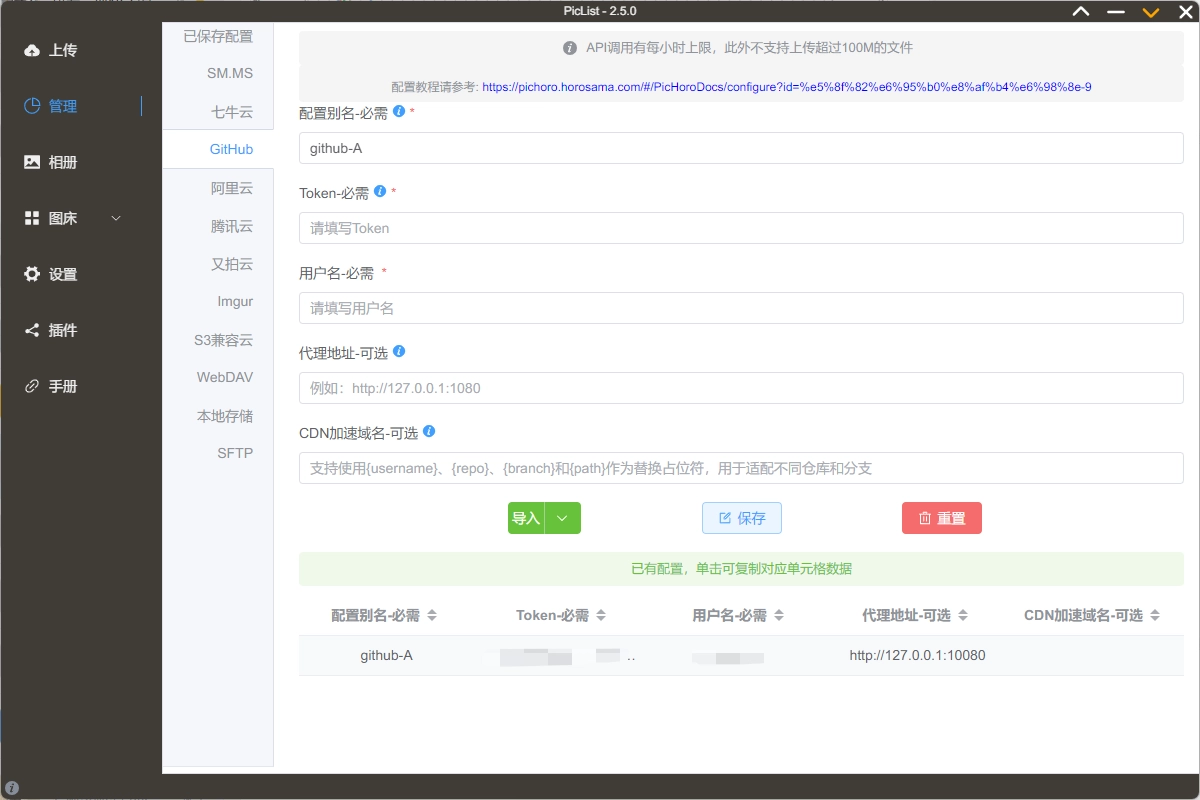 PicList - 2.5.0
上传
管理
相册
图床
设置
插件
手册
已保存配置
SM.MS
七牛云
GitHub
阿里云
腾讯云
又拍云
Imgur
S3兼容云
WebDAV
本地存储
SFTP
API调用有每小时上限，此外不支持上传超过100M的文件
配置教程请参考: https://pichoro.horosama.com/#/PicHoroDocs/configure?id=%e5%8f%82%e6%95%b0%e8%af%b4%e6%98%8e-9
配置别名-必需 *
github-A
Token-必需 *
请填写Token
用户名-必需 *
请填写用户名
代理地址-可选
例如：http://127.0.0.1:1080
CDN加速域名-可选
支持使用{username}、{repo}、{branch}和{path}作为替换占位符，用于适配不同仓库和分支
导入 保存 重置
已有配置，单击可复制对应单元格数据
配置别名-必需 Token-必需 用户名-必需 代理地址-可选 CDN加速域名-可选
github-A .. http://127.0.0.1:10080